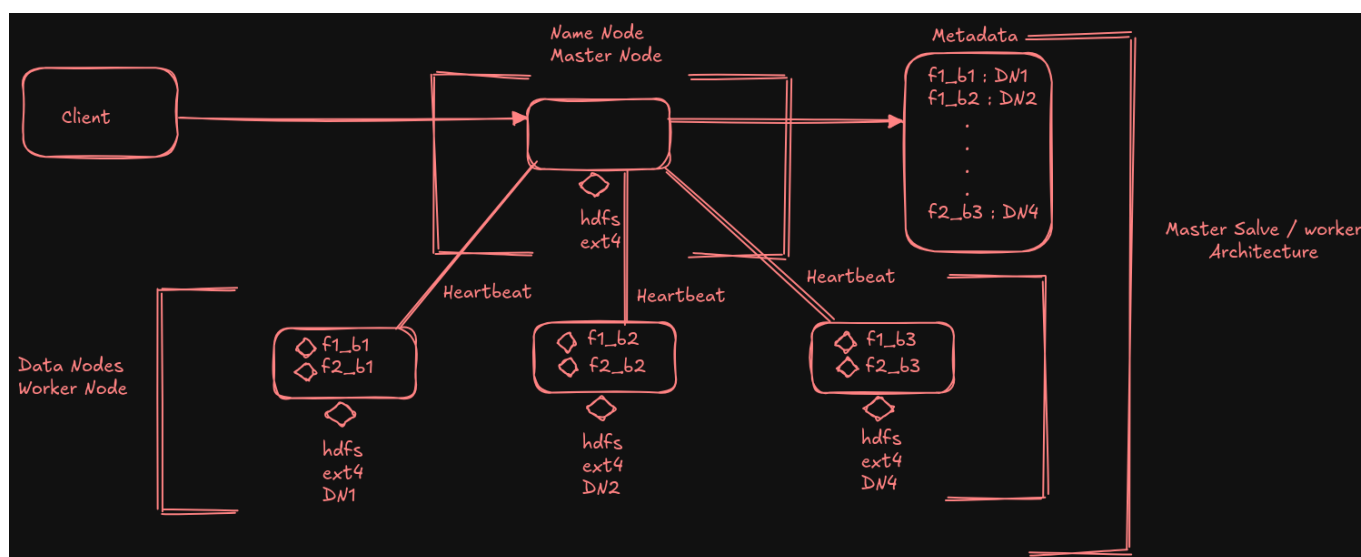 Name Node
Master Node
Metadata
Client
f1_b1 : DN1
f1_b2 : DN2
.
.
.
.
f2_b3 : DN4
hdfs
ext4
Master Salve / worker
Architecture
Heartbeat
Heartbeat
Heartbeat
Data Nodes
Worker Node
f1_b1
f2_b1
hdfs
ext4
DN1
f1_b2
f2_b2
hdfs
ext4
DN2
f1_b3
f2_b3
hdfs
ext4
DN4